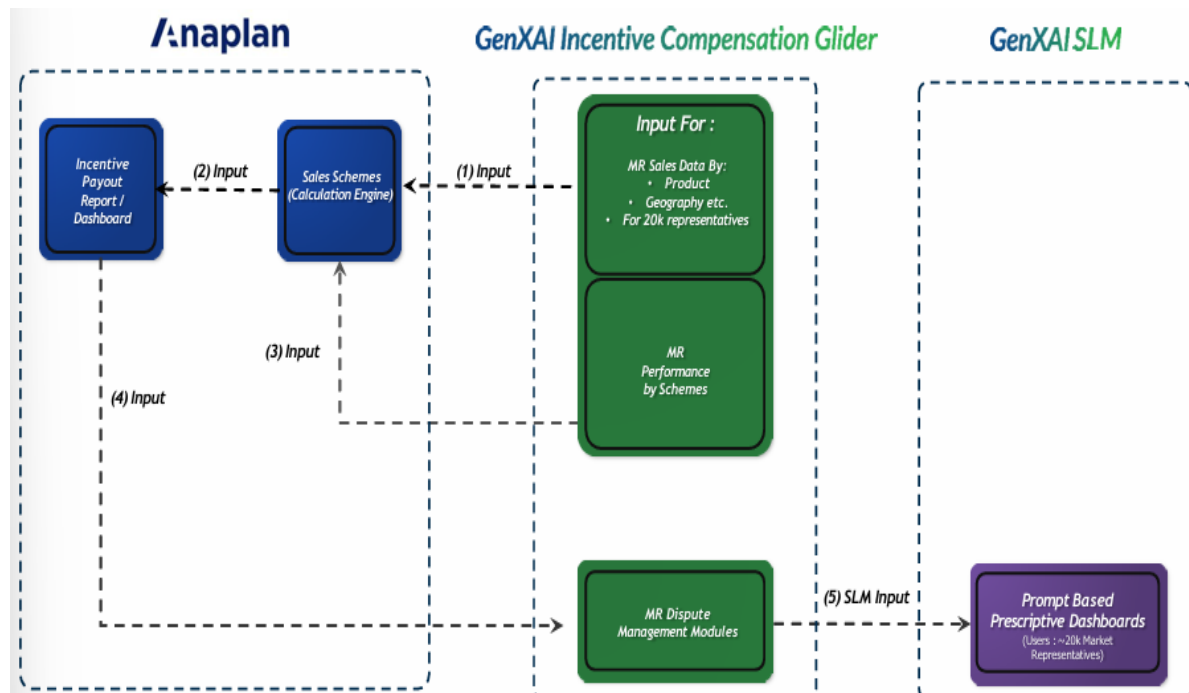 Anaplan
GenXAI Incentive Compensation Glider
GenXAI SLM
Incentive
Payout
Report /
Dashboard
(2) Input
Sales Schemes
(Calculation Engine)
(1) Input
Input For :
MR Sales Data By:
• Product
• Geography etc.
• For 20k representatives
(3) Input
MR
Performance
by Schemes
(4) Input
MR Dispute
Management Modules
(5) SLM Input
Prompt Based
Prescriptive Dashboards
(Users : ~20k Market
Representatives)